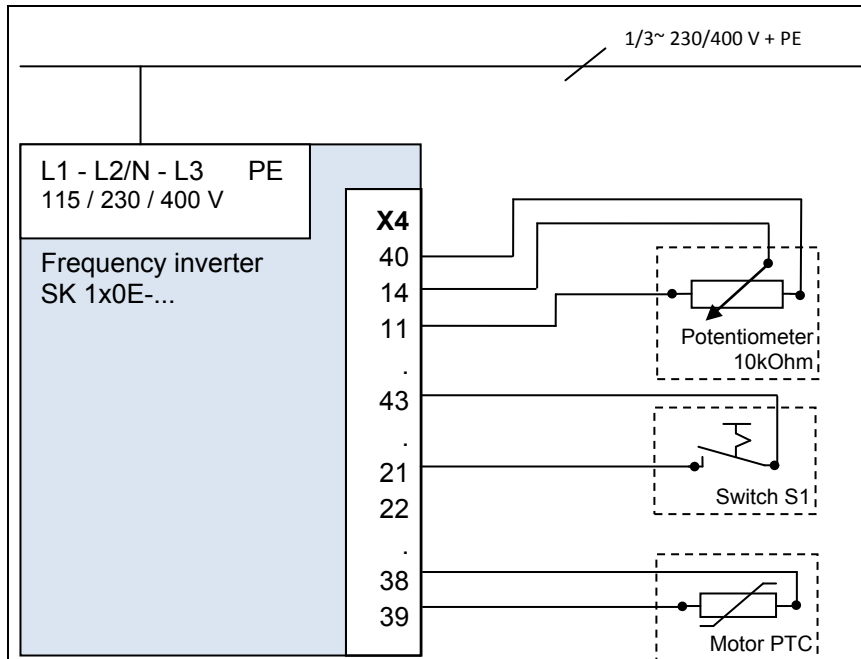 1/3~ 230/400 V + PE
L1 - L2/N - L3 PE
115 / 230 / 400 V
Frequency inverter
SK 1x0E-...
X4
40
14
11
.
43
.
21
22
.
38
39
Potentiometer
10kOhm
Switch S1
Motor PTC